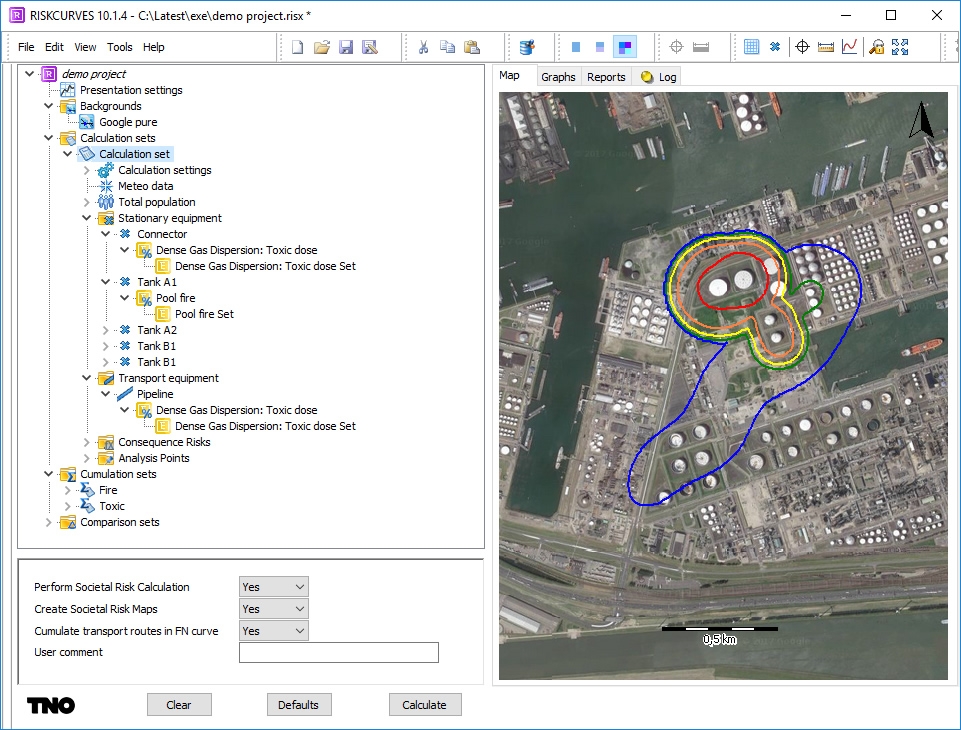 RISKCURVES 10.1.4 - C:\Latest\exe\demo project.risx *
File Edit View Tools Help
demo project
Presentation settings
Backgrounds
Google pure
Calculation sets
Calculation set
Calculation settings
Meteo data
Total population
Stationary equipment
Connector
Dense Gas Dispersion: Toxic dose
Dense Gas Dispersion: Toxic dose Set
Tank A1
Pool fire
Pool fire Set
Tank A2
Tank B1
Tank B1
Transport equipment
Pipeline
Dense Gas Dispersion: Toxic dose
Dense Gas Dispersion: Toxic dose Set
Consequence Risks
Analysis Points
Cumulation sets
Fire
Toxic
Comparison sets
Perform Societal Risk Calculation Yes
Create Societal Risk Maps Yes
Cumulate transport routes in FN curve Yes
User comment
TNO Clear Defaults Calculate
Map Graphs Reports Log
0,5 km